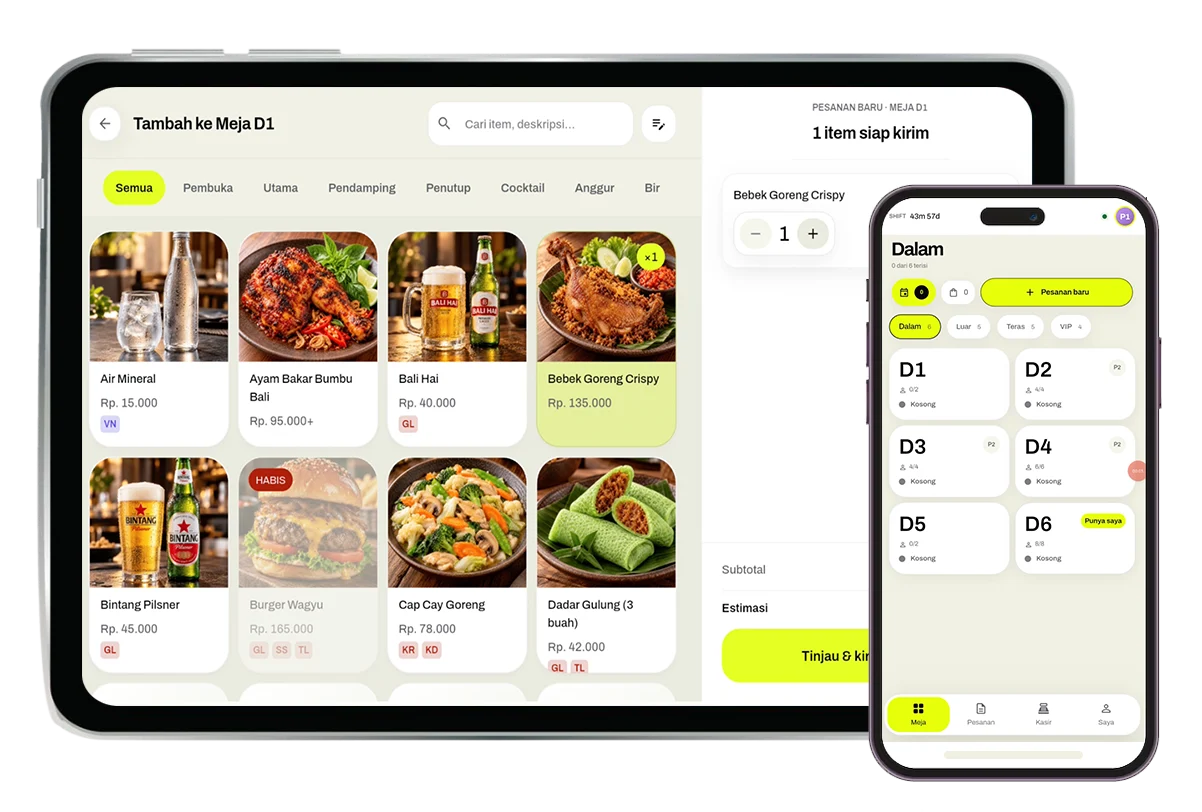 Tambah ke Meja D1
Cari item, deskripsi...
Semua
Pembuka
Utama
Pendamping
Penutup
Cocktail
Anggur
Bir
Air Mineral
Rp. 15.000
VN
Ayam Bakar Bumbu
Bali
Rp. 95.000+
BALI HAI
BALI HAI
Bali Hai
Rp. 40.000
GL
×1
Bebek Goreng Crispy
Rp. 135.000
BINTANG
Pilsner
BINTANG
Bintang Pilsner
Rp. 45.000
GL
HABIS
Burger Wagyu
Rp. 165.000
GL SS TL
Cap Cay Goreng
Rp. 78.000
KR KD
Dadar Gulung (3
buah)
Rp. 42.000
GL TL
PESANAN BARU · MEJA D1
1 item siap kirim
Bebek Goreng Crispy
− 1 +
Subtotal
Estimasi
Tinjau & kir
SHIFT 43m 57d
P1
Dalam
0 dari 6 terisi
0
0
+ Pesanan baru
Dalam 6
Luar 5
Teras 5
VIP 4
D1
0/2
Kosong
D2
P2
4/4
Kosong
D3
P2
4/4
Kosong
D4
P2
6/6
Kosong
D5
0/2
Kosong
D6
Punya saya
8/8
Kosong
Meja
Pesanan
Kasir
Saya